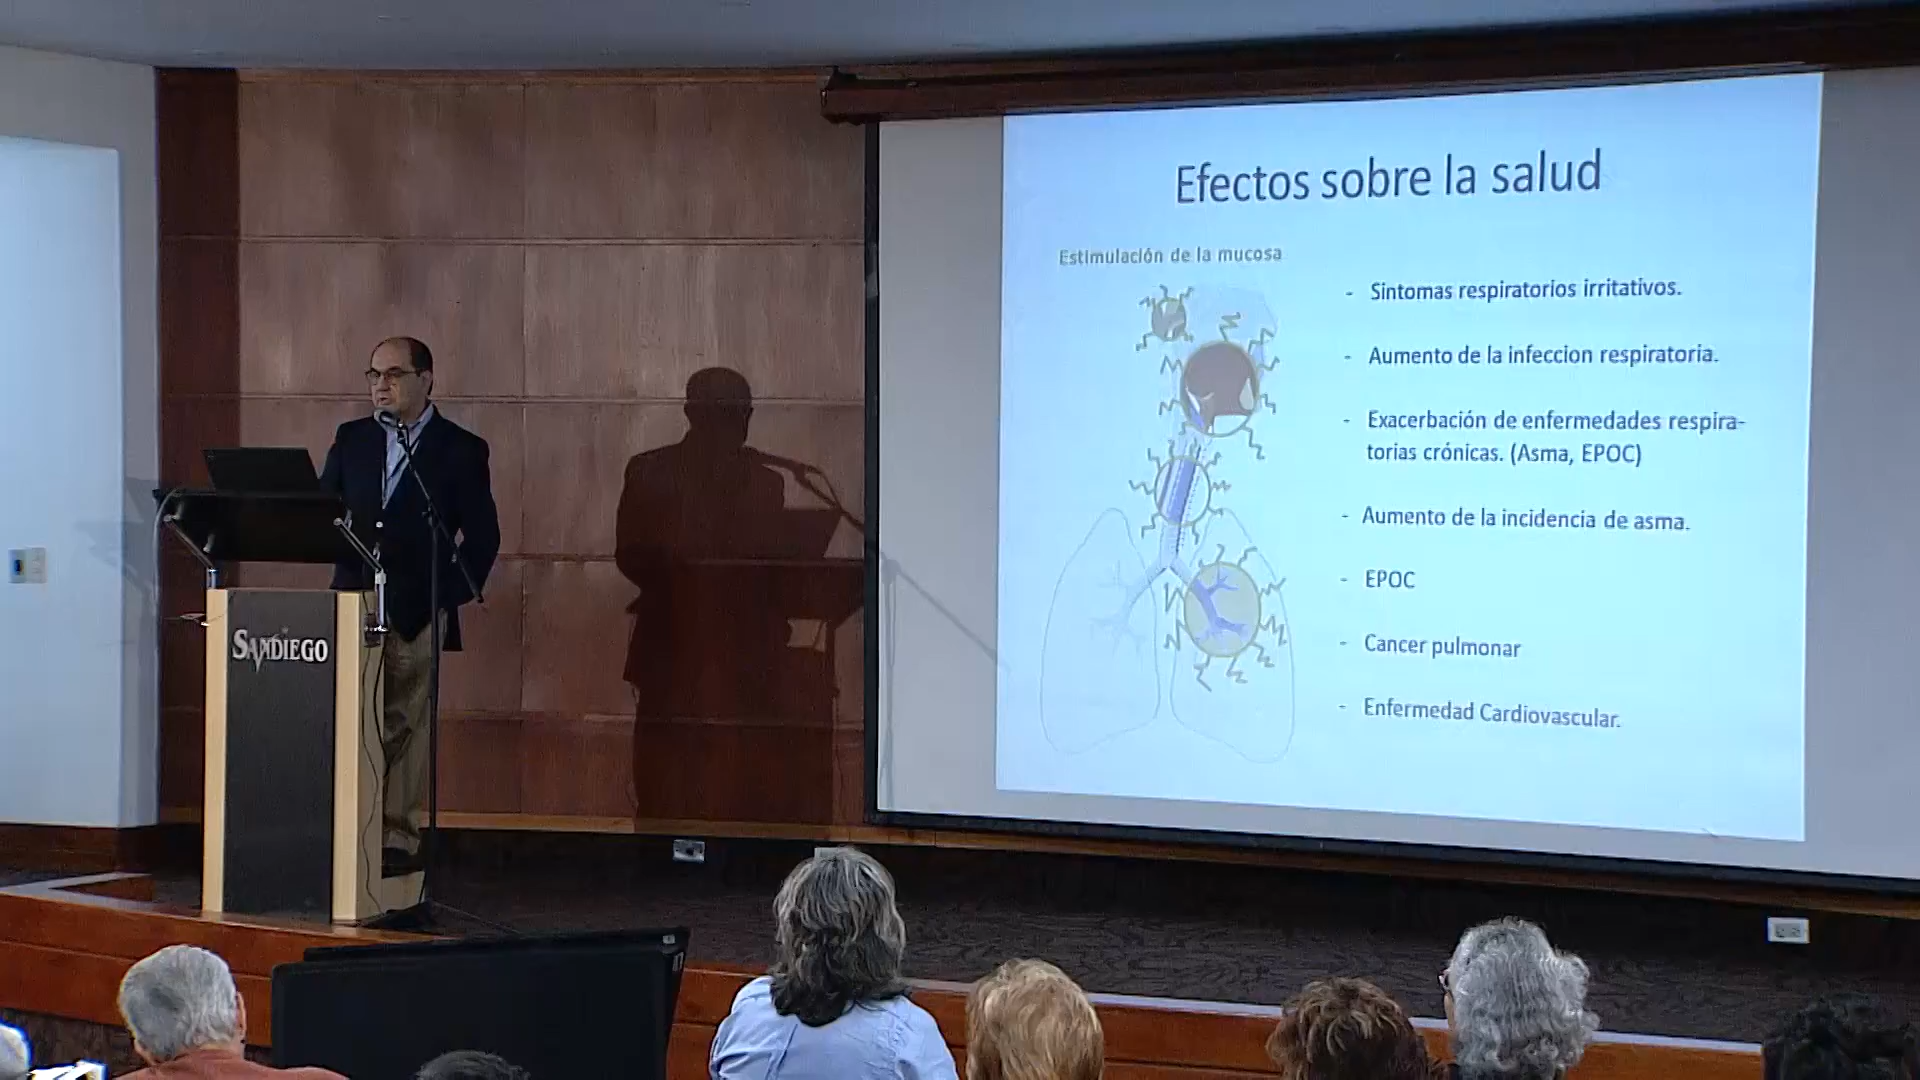 Efectos sobre la salud
Estimulación de la mucosa
- Sintomas respiratorios irritativos.
- Aumento de la infeccion respiratoria.
- Exacerbación de enfermedades respira-
torias crónicas. (Asma, EPOC)
- Aumento de la incidencia de asma.
- EPOC
- Cancer pulmonar
- Enfermedad Cardiovascular.
SANDIEGO